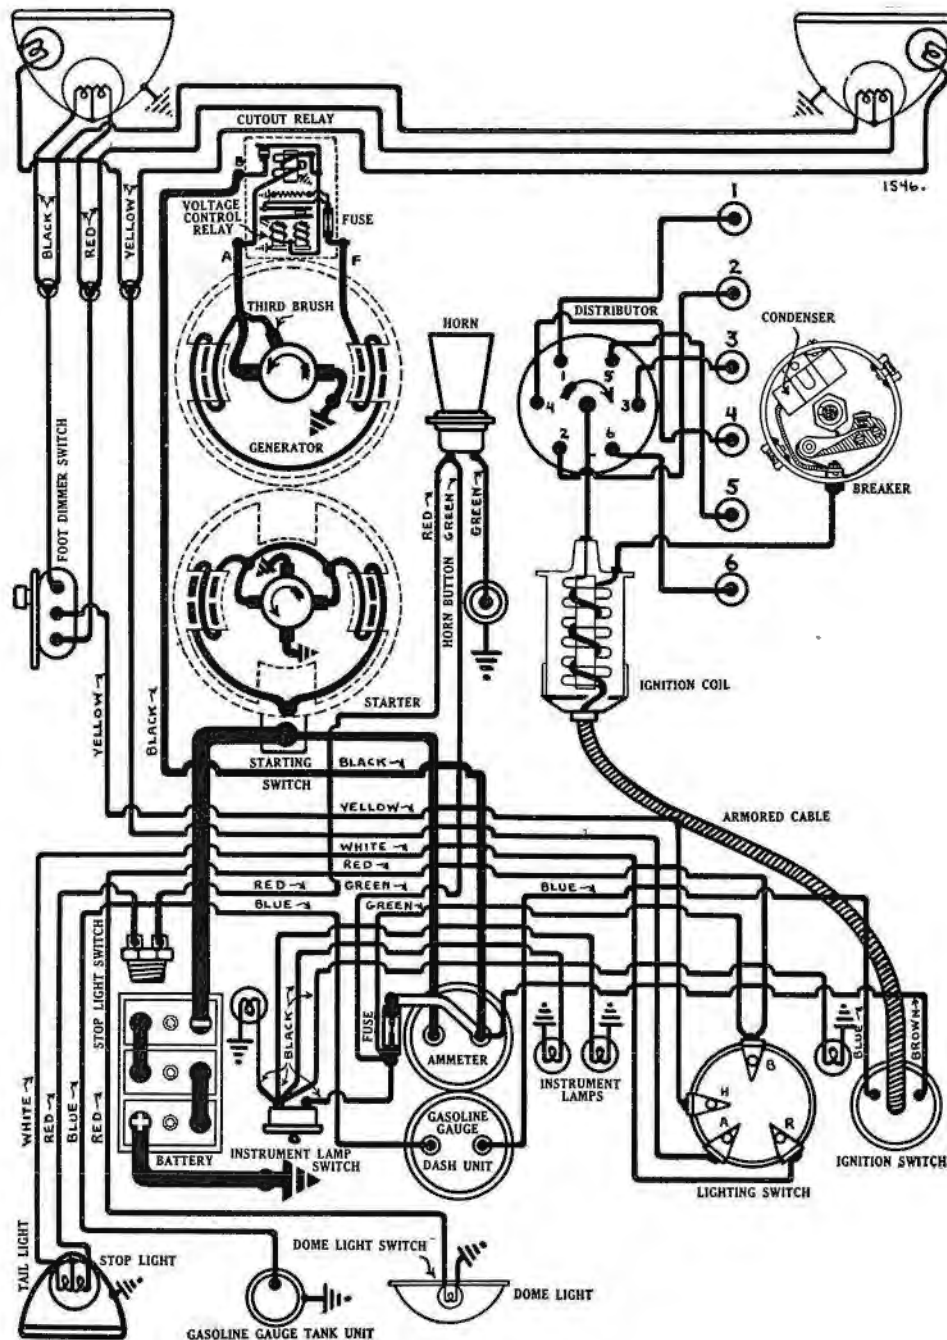 CUTOUT RELAY
1546.
B
VOLTAGE
CONTROL
RELAY
FUSE
A
F
BLACK
RED
YELLOW
THIRD BRUSH
GENERATOR
HORN
DISTRIBUTOR
1
5
4
3
2
6
1
2
3
4
5
6
CONDENSER
BREAKER
FOOT DIMMER SWITCH
RED
HORN BUTTON GREEN
GREEN
IGNITION COIL
STARTER
YELLOW
BLACK
STARTING
SWITCH
BLACK
YELLOW
ARMORED CABLE
WHITE
RED
RED
GREEN
BLUE
BLUE
GREEN
STOP LIGHT SWITCH
BLACK
FUSE
AMMETER
INSTRUMENT
LAMPS
B
H
A
R
BLUE
BROWN
GASOLINE
GAUGE
DASH UNIT
WHITE
RED
BLUE
RED
BATTERY
INSTRUMENT LAMP
SWITCH
LIGHTING SWITCH
IGNITION SWITCH
TAIL LIGHT
STOP LIGHT
DOME LIGHT SWITCH
DOME LIGHT
GASOLINE GAUGE TANK UNIT